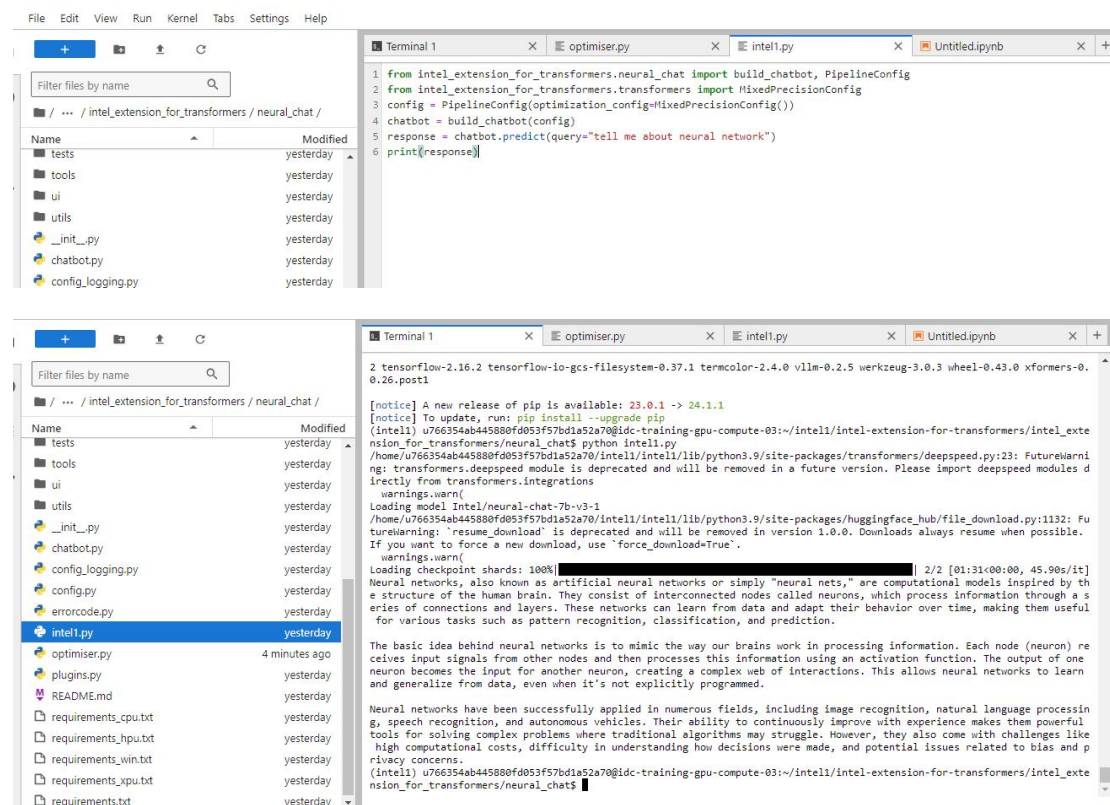 File Edit View Run Kernel Tabs Settings Help
+
Terminal 1 optimiser.py intel1.py Untitled.ipynb +
Filter files by name
/ ... / intel_extension_for_transformers / neural_chat /
Name Modified
tests yesterday
tools yesterday
ui yesterday
utils yesterday
__init__.py yesterday
chatbot.py yesterday
config_logging.py yesterday
1 from intel_extension_for_transformers.neural_chat import build_chatbot, PipelineConfig
2 from intel_extension_for_transformers.transformers import MixedPrecisionConfig
3 config = PipelineConfig(optimization_config=MixedPrecisionConfig())
4 chatbot = build_chatbot(config)
5 response = chatbot.predict(query="tell me about neural network")
6 print(response)
+
Terminal 1 optimiser.py intel1.py Untitled.ipynb +
Filter files by name
/ ... / intel_extension_for_transformers / neural_chat /
Name Modified
tests yesterday
tools yesterday
ui yesterday
utils yesterday
__init__.py yesterday
chatbot.py yesterday
config_logging.py yesterday
config.py yesterday
errorcode.py yesterday
intel1.py yesterday
optimiser.py 4 minutes ago
plugins.py yesterday
README.md yesterday
requirements_cpu.txt yesterday
requirements_hpu.txt yesterday
requirements_win.txt yesterday
requirements_xpu.txt yesterday
requirements.txt yesterday
2 tensorflow-2.16.2 tensorflow-io-gcs-filesystem-0.37.1 termcolor-2.4.0 vllm-0.2.5 werkzeug-3.0.3 wheel-0.43.0 xformers-0.
0.26.post1
[notice] A new release of pip is available: 23.0.1 -> 24.1.1
[notice] To update, run: pip install --upgrade pip
(intel1) u766354ab445880fd053f57bd1a52a70@idc-training-gpu-compute-03:~/intel1/intel-extension-for-transformers/intel_exte
nsion_for_transformers/neural_chat$ python intel1.py
/home/u766354ab445880fd053f57bd1a52a70/intel1/intel1/lib/python3.9/site-packages/transformers/deepspeed.py:23: FutureWarni
ng: transformers.deepspeed module is deprecated and will be removed in a future version. Please import deepspeed modules d
irectly from transformers.integrations
warnings.warn(
Loading model Intel/neural-chat-7b-v3-1
/home/u766354ab445880fd053f57bd1a52a70/intel1/intel1/lib/python3.9/site-packages/huggingface_hub/file_download.py:1132: Fu
tureWarning: `resume_download` is deprecated and will be removed in version 1.0.0. Downloads always resume when possible.
If you want to force a new download, use `force_download=True`.
warnings.warn(
Loading checkpoint shards: 100%| | 2/2 [01:31<00:00, 45.90s/it]
Neural networks, also known as artificial neural networks or simply "neural nets," are computational models inspired by th
e structure of the human brain. They consist of interconnected nodes called neurons, which process information through a s
eries of connections and layers. These networks can learn from data and adapt their behavior over time, making them useful
for various tasks such as pattern recognition, classification, and prediction.
The basic idea behind neural networks is to mimic the way our brains work in processing information. Each node (neuron) re
ceives input signals from other nodes and then processes this information using an activation function. The output of one
neuron becomes the input for another neuron, creating a complex web of interactions. This allows neural networks to learn
and generalize from data, even when it's not explicitly programmed.
Neural networks have been successfully applied in numerous fields, including image recognition, natural language processin
g, speech recognition, and autonomous vehicles. Their ability to continuously improve with experience makes them powerful
tools for solving complex problems where traditional algorithms may struggle. However, they also come with challenges like
high computational costs, difficulty in understanding how decisions were made, and potential issues related to bias and p
rivacy concerns.
(intel1) u766354ab445880fd053f57bd1a52a70@idc-training-gpu-compute-03:~/intel1/intel-extension-for-transformers/intel_exte
nsion_for_transformers/neural_chat$